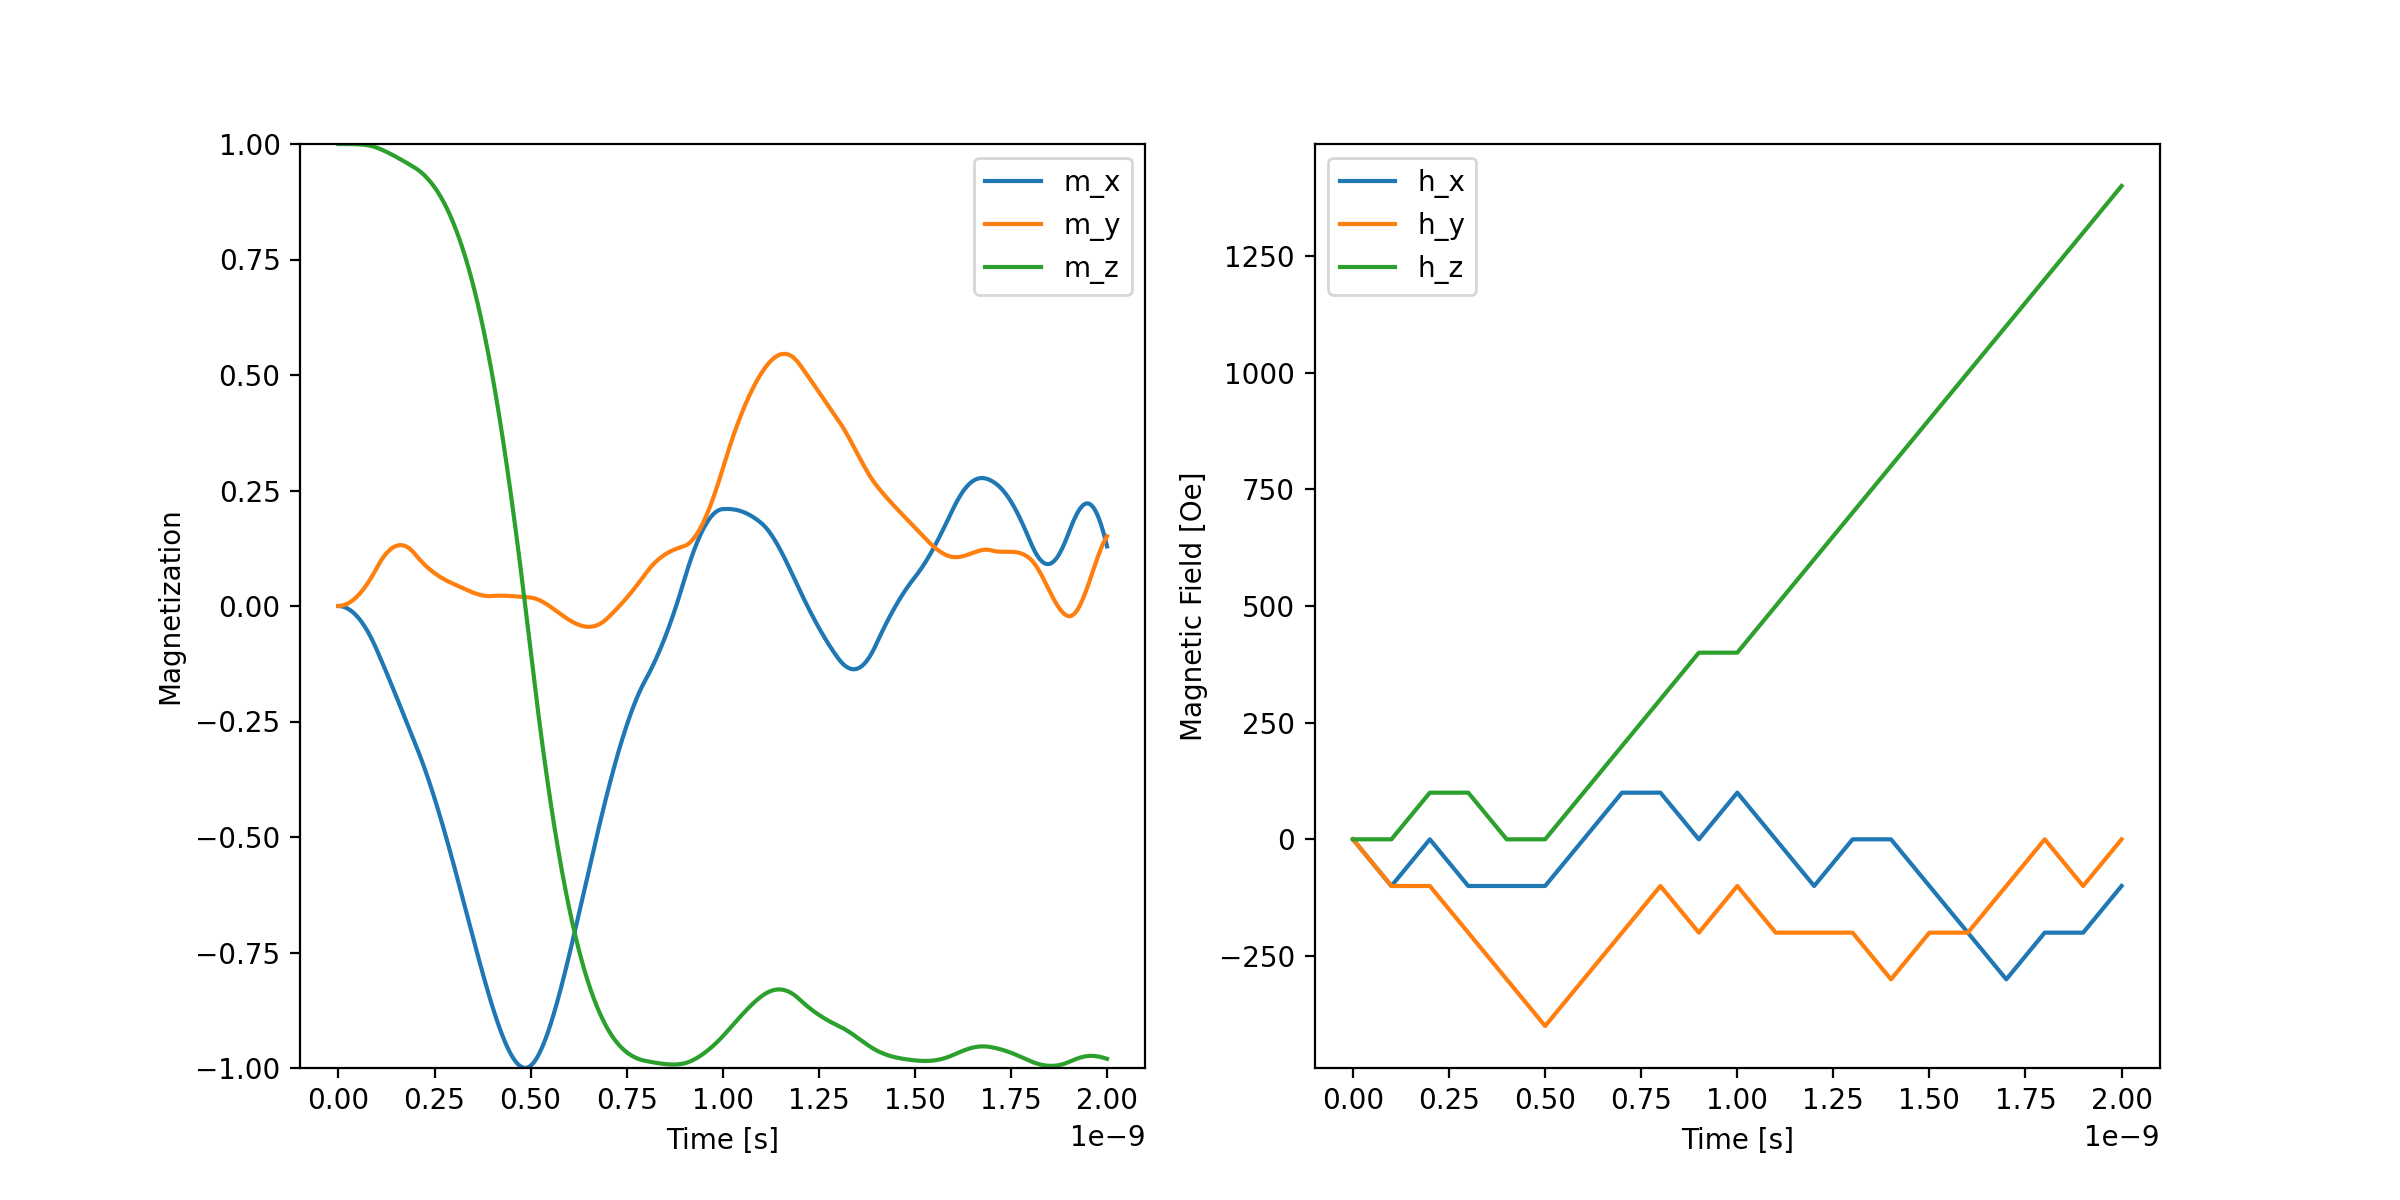 Magnetization
1.00
0.75
0.50
0.25
0.00
−0.25
−0.50
−0.75
−1.00
m_x
m_y
m_z
0.00 0.25 0.50 0.75 1.00 1.25 1.50 1.75 2.00
Time [s]
1e−9
Magnetic Field [Oe]
1250
1000
750
500
250
0
−250
h_x
h_y
h_z
0.00 0.25 0.50 0.75 1.00 1.25 1.50 1.75 2.00
Time [s]
1e−9